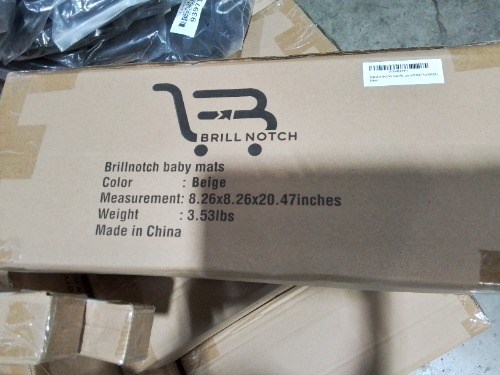 BRILL NOTCH
Brillnotch baby mats
Color : Beige
Measurement: 8.26x8.26x20.47inches
Weight : 3.53lbs
Made in China